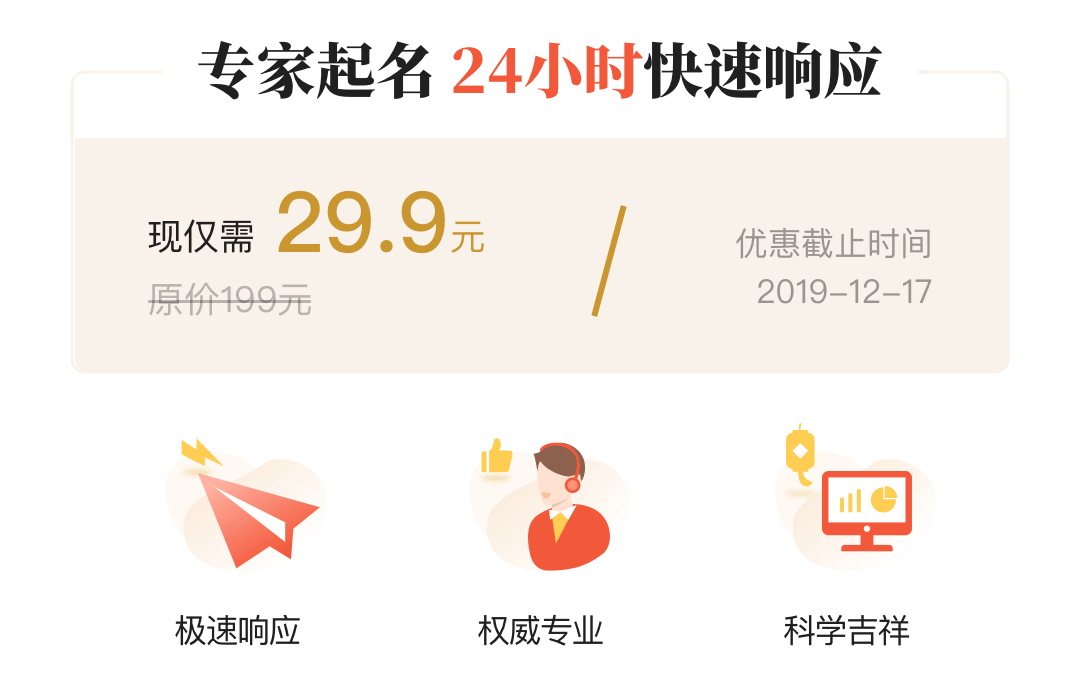 专家起名 24小时快速响应
现仅需 29.9元
原价199元
优惠截止时间
2019-12-17
极速响应
权威专业
科学吉祥